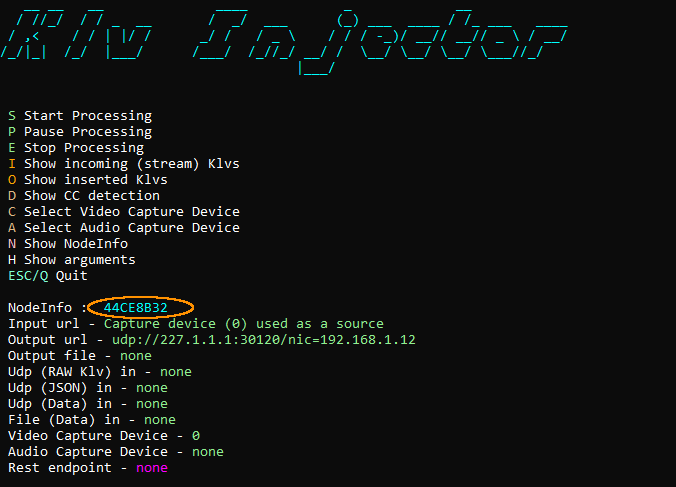 Klv Injector
S Start Processing
P Pause Processing
E Stop Processing
I Show incoming (stream) Klvs
O Show inserted Klvs
D Show CC detection
C Select Video Capture Device
A Select Audio Capture Device
N Show NodeInfo
H Show arguments
ESC/Q Quit
NodeInfo : 44CE8B32
Input url - Capture device (0) used as a source
Output url - udp://227.1.1.1:30120/nic=192.168.1.12
Output file - none
Udp (RAW Klv) in - none
Udp (JSON) in - none
Udp (Data) in - none
File (Data) in - none
Video Capture Device - 0
Audio Capture Device - none
Rest endpoint - none